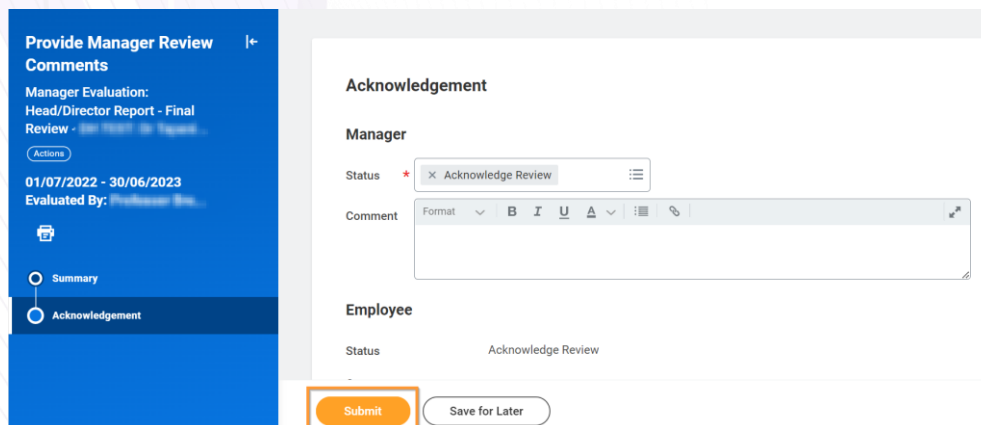 Provide Manager Review
Comments
Manager Evaluation:
Head/Director Report - Final
Review -
Actions
01/07/2022 - 30/06/2023
Evaluated By:
Summary
Acknowledgement
Acknowledgement
Manager
Status * × Acknowledge Review
Comment Format B I U A
Employee
Status Acknowledge Review
Submit Save for Later